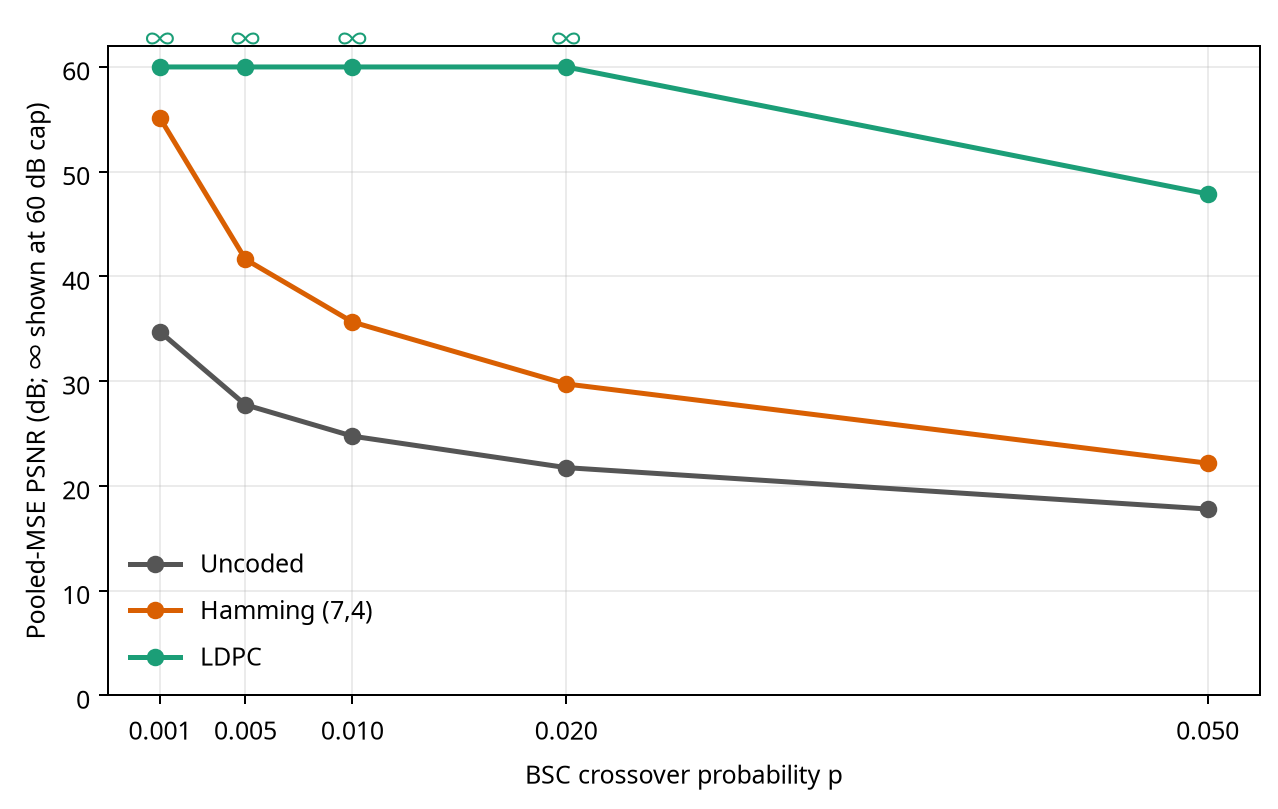 ∞ ∞ ∞ ∞
60
50
40
30
20
10
0
Pooled-MSE PSNR (dB; ∞ shown at 60 dB cap)
Uncoded
Hamming (7,4)
LDPC
0.001 0.005 0.010 0.020 0.050
BSC crossover probability p